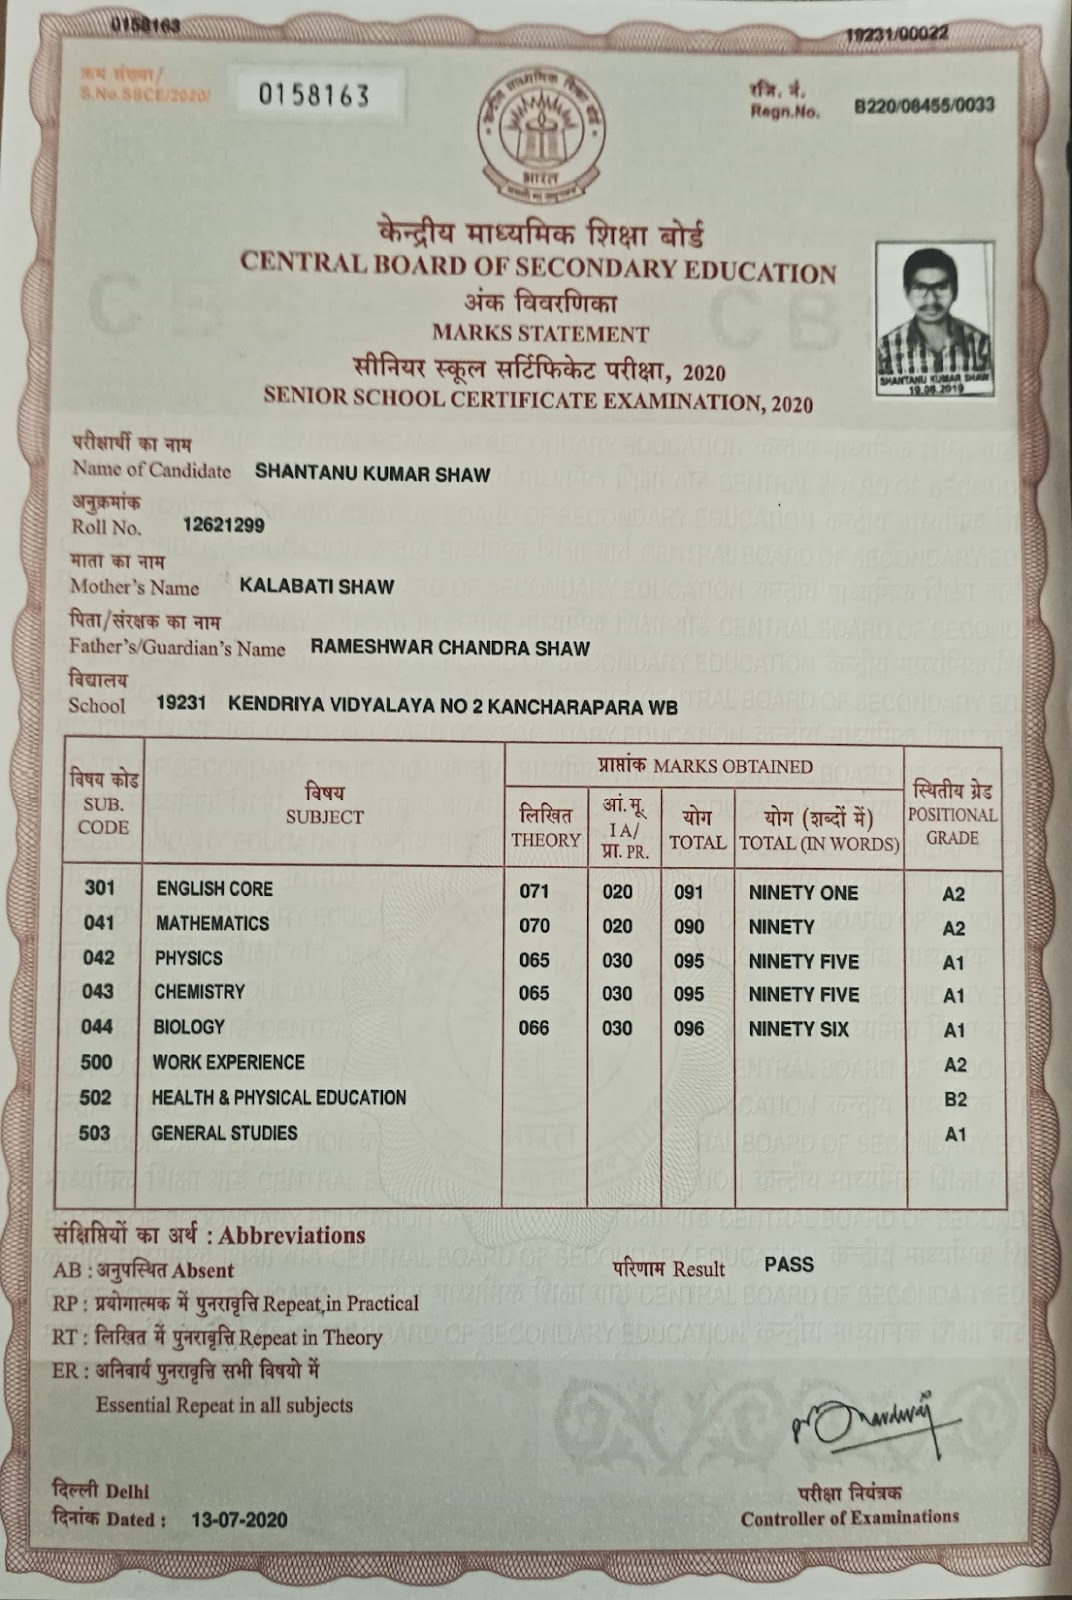 0158163
19231/00022
क्रम संख्या/
S.No.SSCE/2020/
0158163
रजि. नं.
Regn.No. B220/08455/0033
केन्द्रीय माध्यमिक शिक्षा बोर्ड
भारत
केन्द्रीय माध्यमिक शिक्षा बोर्ड
CENTRAL BOARD OF SECONDARY EDUCATION
अंक विवरणिका
MARKS STATEMENT
सीनियर स्कूल सर्टिफिकेट परीक्षा, 2020
SENIOR SCHOOL CERTIFICATE EXAMINATION, 2020
SHANTANU KUMAR SHAW
19.08.2019
परीक्षार्थी का नाम
Name of Candidate SHANTANU KUMAR SHAW
अनुक्रमांक
Roll No. 12621299
माता का नाम
Mother's Name KALABATI SHAW
पिता/संरक्षक का नाम
Father's/Guardian's Name RAMESHWAR CHANDRA SHAW
विद्यालय
School 19231 KENDRIYA VIDYALAYA NO 2 KANCHARAPARA WB
विषय कोड
SUB.
CODE
विषय
SUBJECT
प्राप्तांक MARKS OBTAINED
लिखित
THEORY
आं.मू.
I A/
प्रा. PR.
योग
TOTAL
योग (शब्दों में)
TOTAL (IN WORDS)
स्थितीय ग्रेड
POSITIONAL
GRADE
301 ENGLISH CORE 071 020 091 NINETY ONE A2
041 MATHEMATICS 070 020 090 NINETY A2
042 PHYSICS 065 030 095 NINETY FIVE A1
043 CHEMISTRY 065 030 095 NINETY FIVE A1
044 BIOLOGY 066 030 096 NINETY SIX A1
500 WORK EXPERIENCE A2
502 HEALTH & PHYSICAL EDUCATION B2
503 GENERAL STUDIES A1
संक्षिप्तियों का अर्थ : Abbreviations
AB : अनुपस्थित Absent
परिणाम Result PASS
RP : प्रयोगात्मक में पुनरावृत्ति Repeat in Practical
RT : लिखित में पुनरावृत्ति Repeat in Theory
ER : अनिवार्य पुनरावृत्ति सभी विषयो में
Essential Repeat in all subjects
दिल्ली Delhi
दिनांक Dated : 13-07-2020
परीक्षा नियंत्रक
Controller of Examinations